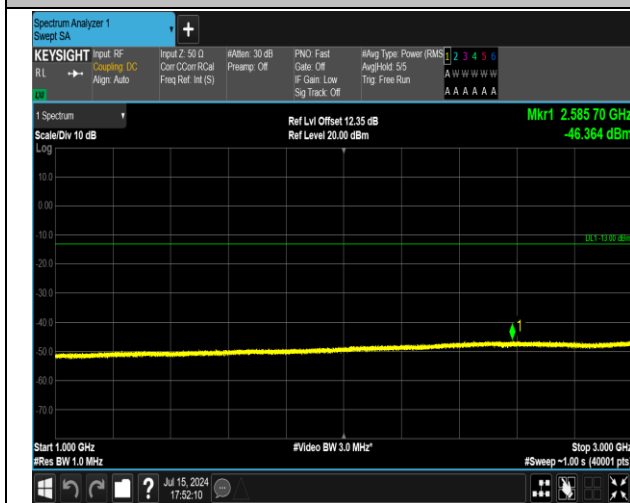 Spectrum Analyzer 1
Swept SA
+
KEYSIGHT Input: RF
RL Coupling: DC
Align: Auto
Input Z: 50 Ω
Corr CCorr RCal
Freq Ref: Int (S)
#Atten: 30 dB
Preamp: Off
PNO: Fast
Gate: Off
IF Gain: Low
Sig Track: Off
#Avg Type: Power (RMS
Avg|Hold: 5/5
Trig: Free Run
1 2 3 4 5 6
A W W W W W
A A A A A A
1 Spectrum
Scale/Div 10 dB
Ref Lvl Offset 12.35 dB
Ref Level 20.00 dBm
Mkr1 2.585 70 GHz
-46.364 dBm
Log
10.0
0.00
DL1 -13.00 dBm
-20.0
-30.0
-40.0
1
-50.0
-60.0
-70.0
Start 1.000 GHz
#Res BW 1.0 MHz
#Video BW 3.0 MHz*
Stop 3.000 GHz
#Sweep ~1.00 s (40001 pts)
?
Jul 15, 2024
17:52:10